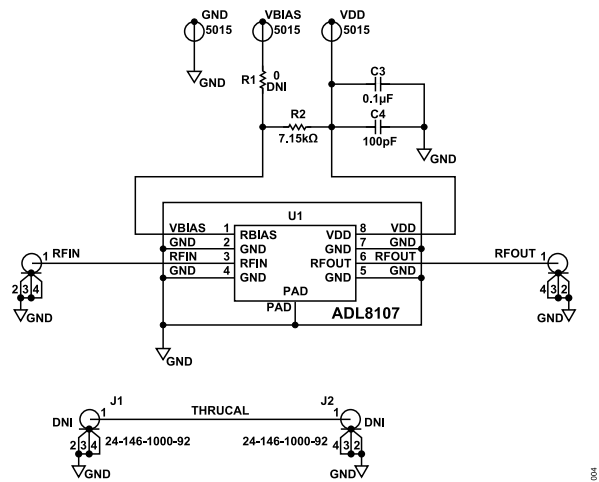 GND VBIAS VDD
5015 5015 5015
GND
R1 0
DNI
R2
7.15kΩ
C3
0.1µF
C4
100pF
GND
U1
VBIAS 1 RBIAS VDD 8 VDD
GND 2 GND GND 7 GND
RFIN 3 RFIN RFOUT 6 RFOUT
GND 4 GND GND 5 GND
PAD
PAD
ADL8107
1 RFIN
2 3 4
GND
RFOUT 1
4 3 2
GND
GND
J1 J2
DNI 1 THRUCAL 1 DNI
2 3 4 24-146-1000-92 24-146-1000-92 4 3 2
GND GND
004